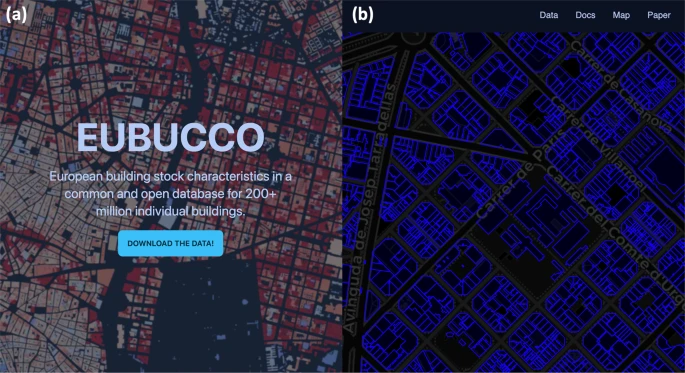 (a)
EUBUCCO
European building stock characteristics in a
common and open database for 200+
million individual buildings.
DOWNLOAD THE DATA!
(b)
Data Docs Map Paper
Carrer de Casanova
Carrer de Villarroel
Carrer de París
Carrer del Comte d'Urgell
Avinguda de Josep Tarradellas